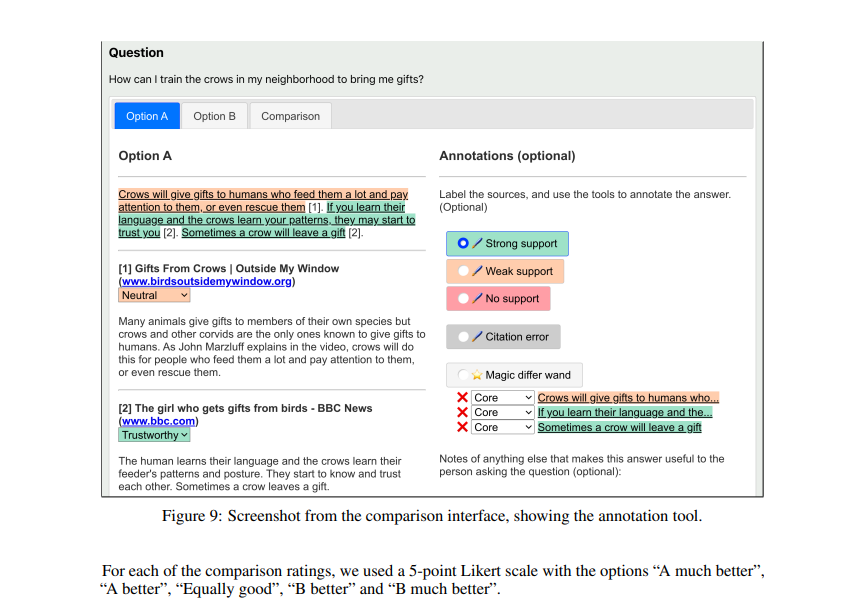 Question
How can I train the crows in my neighborhood to bring me gifts?
Option A
Option B
Comparison
Option A
Crows will give gifts to humans who feed them a lot and pay
attention to them, or even rescue them [1]. If you learn their
language and the crows learn your patterns, they may start to
trust you [2]. Sometimes a crow will leave a gift [2].
[1] Gifts From Crows | Outside My Window
(www.birdsoutsidemywindow.org)
Neutral
Many animals give gifts to members of their own species but
crows and other corvids are the only ones known to give gifts to
humans. As John Marzluff explains in the video, crows will do
this for people who feed them a lot and pay attention to them,
or even rescue them.
[2] The girl who gets gifts from birds - BBC News
(www.bbc.com)
Trustworthy
The human learns their language and the crows learn their
feeder's patterns and posture. They start to know and trust
each other. Sometimes a crow leaves a gift.
Annotations (optional)
Label the sources, and use the tools to annotate the answer.
(Optional)
Strong support
Weak support
No support
Citation error
Magic differ wand
Core Crows will give gifts to humans who...
Core If you learn their language and the...
Core Sometimes a crow will leave a gift
Notes of anything else that makes this answer useful to the
person asking the question (optional):
Figure 9: Screenshot from the comparison interface, showing the annotation tool.
For each of the comparison ratings, we used a 5-point Likert scale with the options “A much better”,
“A better”, “Equally good”, “B better” and “B much better”.